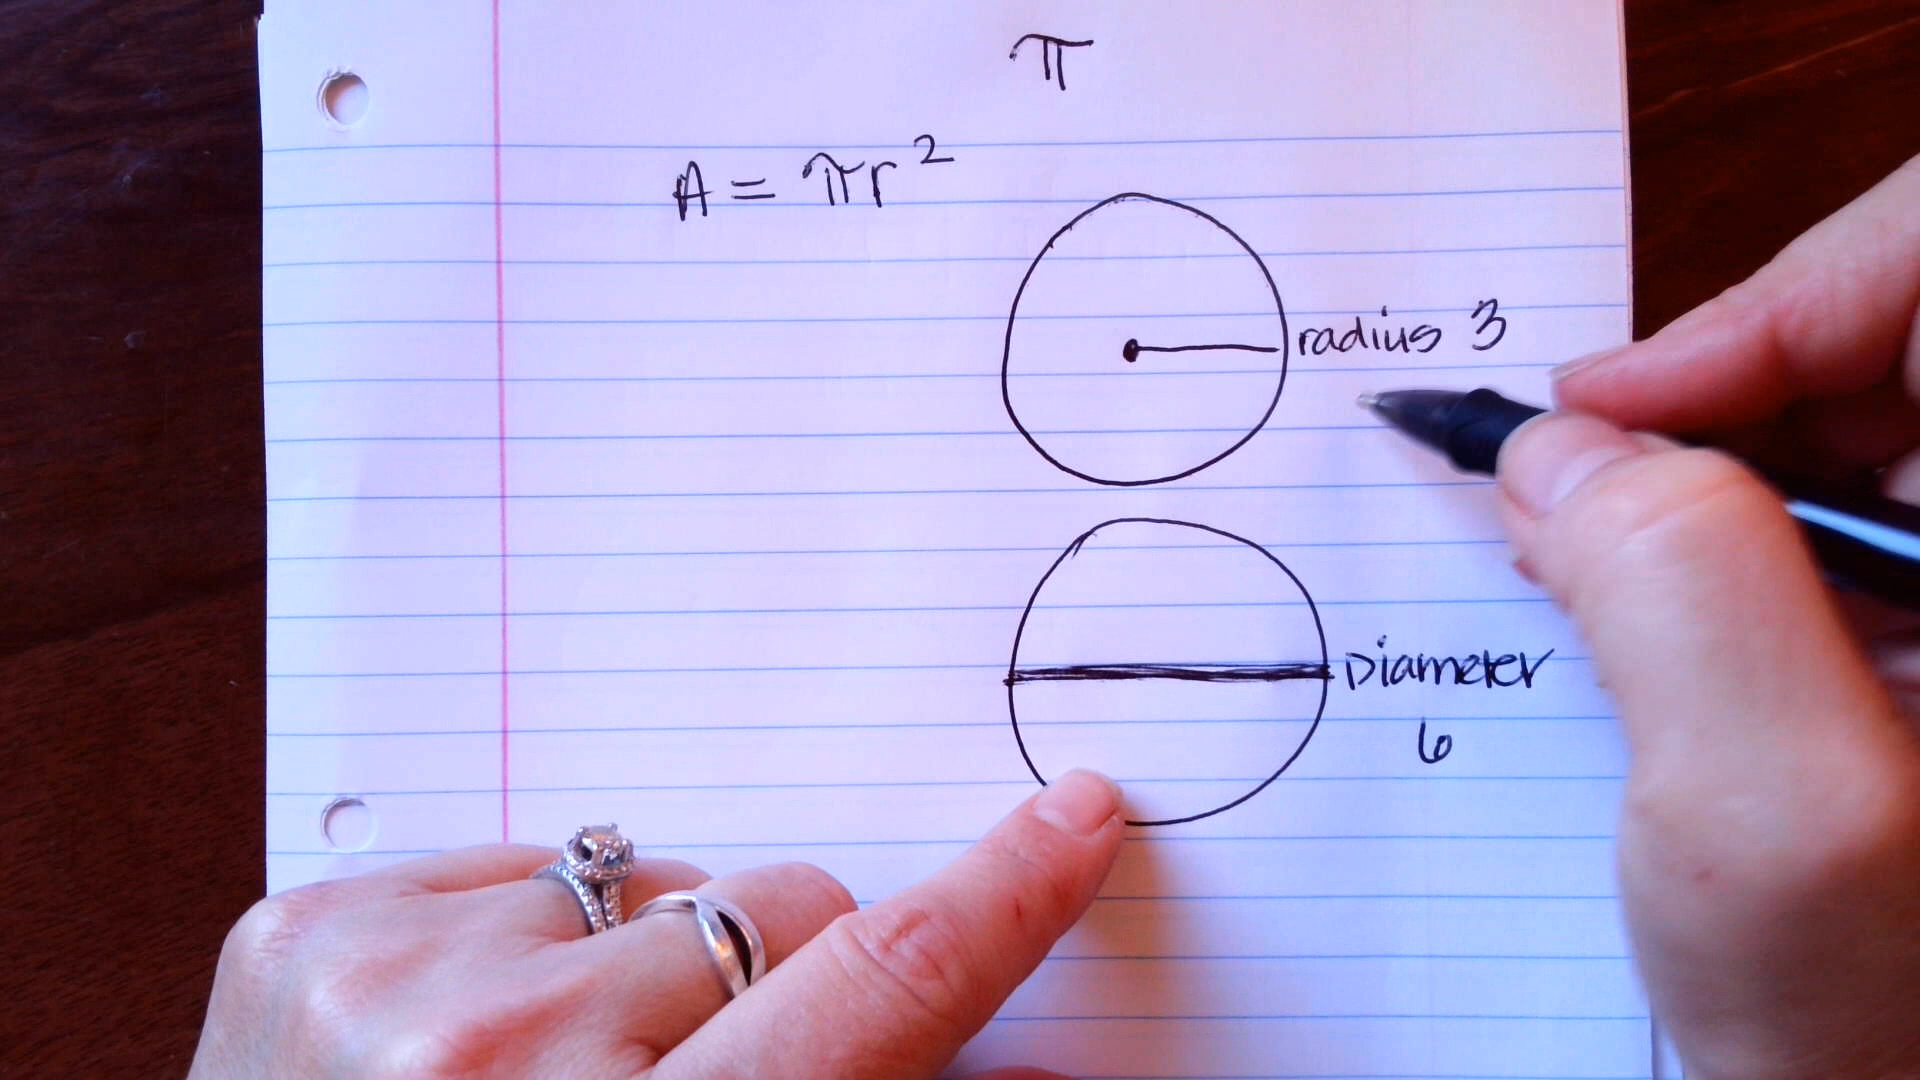 π
A = πr²
radius 3
Diameter
6